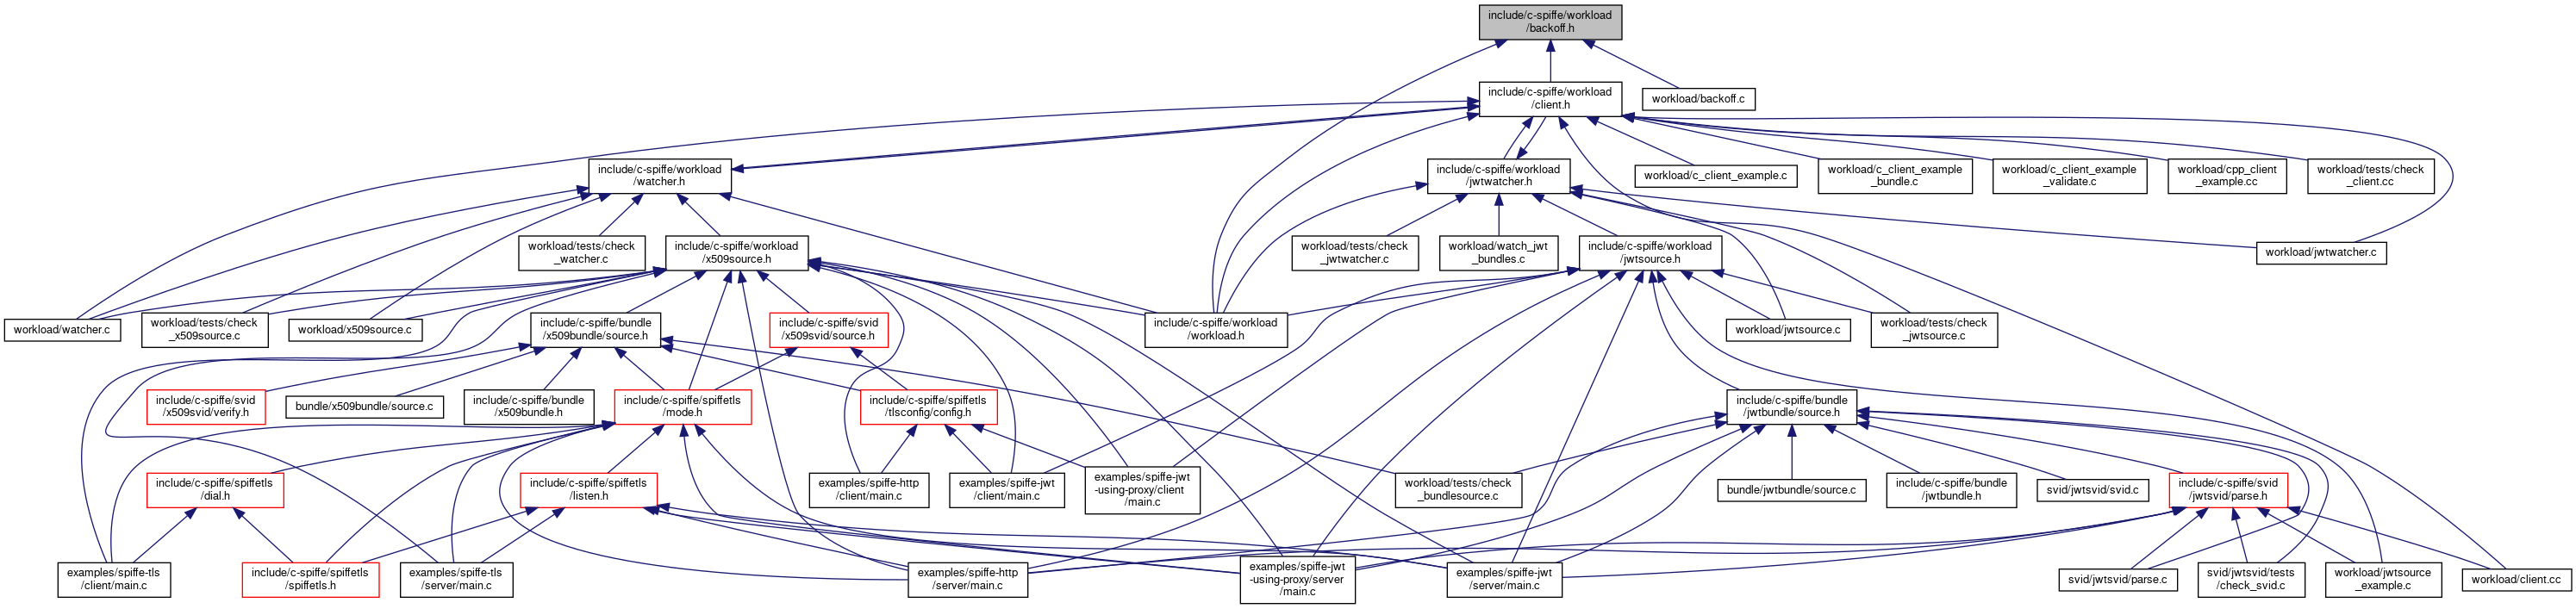 include/c-spiffe/workload
/backoff.h
include/c-spiffe/workload
/client.h
workload/backoff.c
include/c-spiffe/workload
/watcher.h
include/c-spiffe/workload
/jwtwatcher.h
workload/c_client_example.c
workload/c_client_example
_bundle.c
workload/c_client_example
_validate.c
workload/cpp_client
_example.cc
workload/tests/check
_client.cc
workload/tests/check
_watcher.c
include/c-spiffe/workload
/x509source.h
workload/tests/check
_jwtwatcher.c
workload/watch_jwt
_bundles.c
include/c-spiffe/workload
/jwtsource.h
workload/jwtwatcher.c
workload/watcher.c
workload/tests/check
_x509source.c
workload/x509source.c
include/c-spiffe/bundle
/x509bundle/source.h
include/c-spiffe/svid
/x509svid/source.h
include/c-spiffe/workload
/workload.h
workload/jwtsource.c
workload/tests/check
_jwtsource.c
include/c-spiffe/svid
/x509svid/verify.h
bundle/x509bundle/source.c
include/c-spiffe/bundle
/x509bundle.h
include/c-spiffe/spiffetls
/mode.h
include/c-spiffe/spiffetls
/tlsconfig/config.h
include/c-spiffe/bundle
/jwtbundle/source.h
include/c-spiffe/spiffetls
/dial.h
include/c-spiffe/spiffetls
/listen.h
examples/spiffe-http
/client/main.c
examples/spiffe-jwt
/client/main.c
examples/spiffe-jwt
-using-proxy/client
/main.c
workload/tests/check
_bundlesource.c
bundle/jwtbundle/source.c
include/c-spiffe/bundle
/jwtbundle.h
svid/jwtsvid/svid.c
include/c-spiffe/svid
/jwtsvid/parse.h
examples/spiffe-tls
/client/main.c
include/c-spiffe/spiffetls
/spiffetls.h
examples/spiffe-tls
/server/main.c
examples/spiffe-http
/server/main.c
examples/spiffe-jwt
-using-proxy/server
/main.c
examples/spiffe-jwt
/server/main.c
svid/jwtsvid/parse.c
svid/jwtsvid/tests
/check_svid.c
workload/jwtsource
_example.c
workload/client.cc